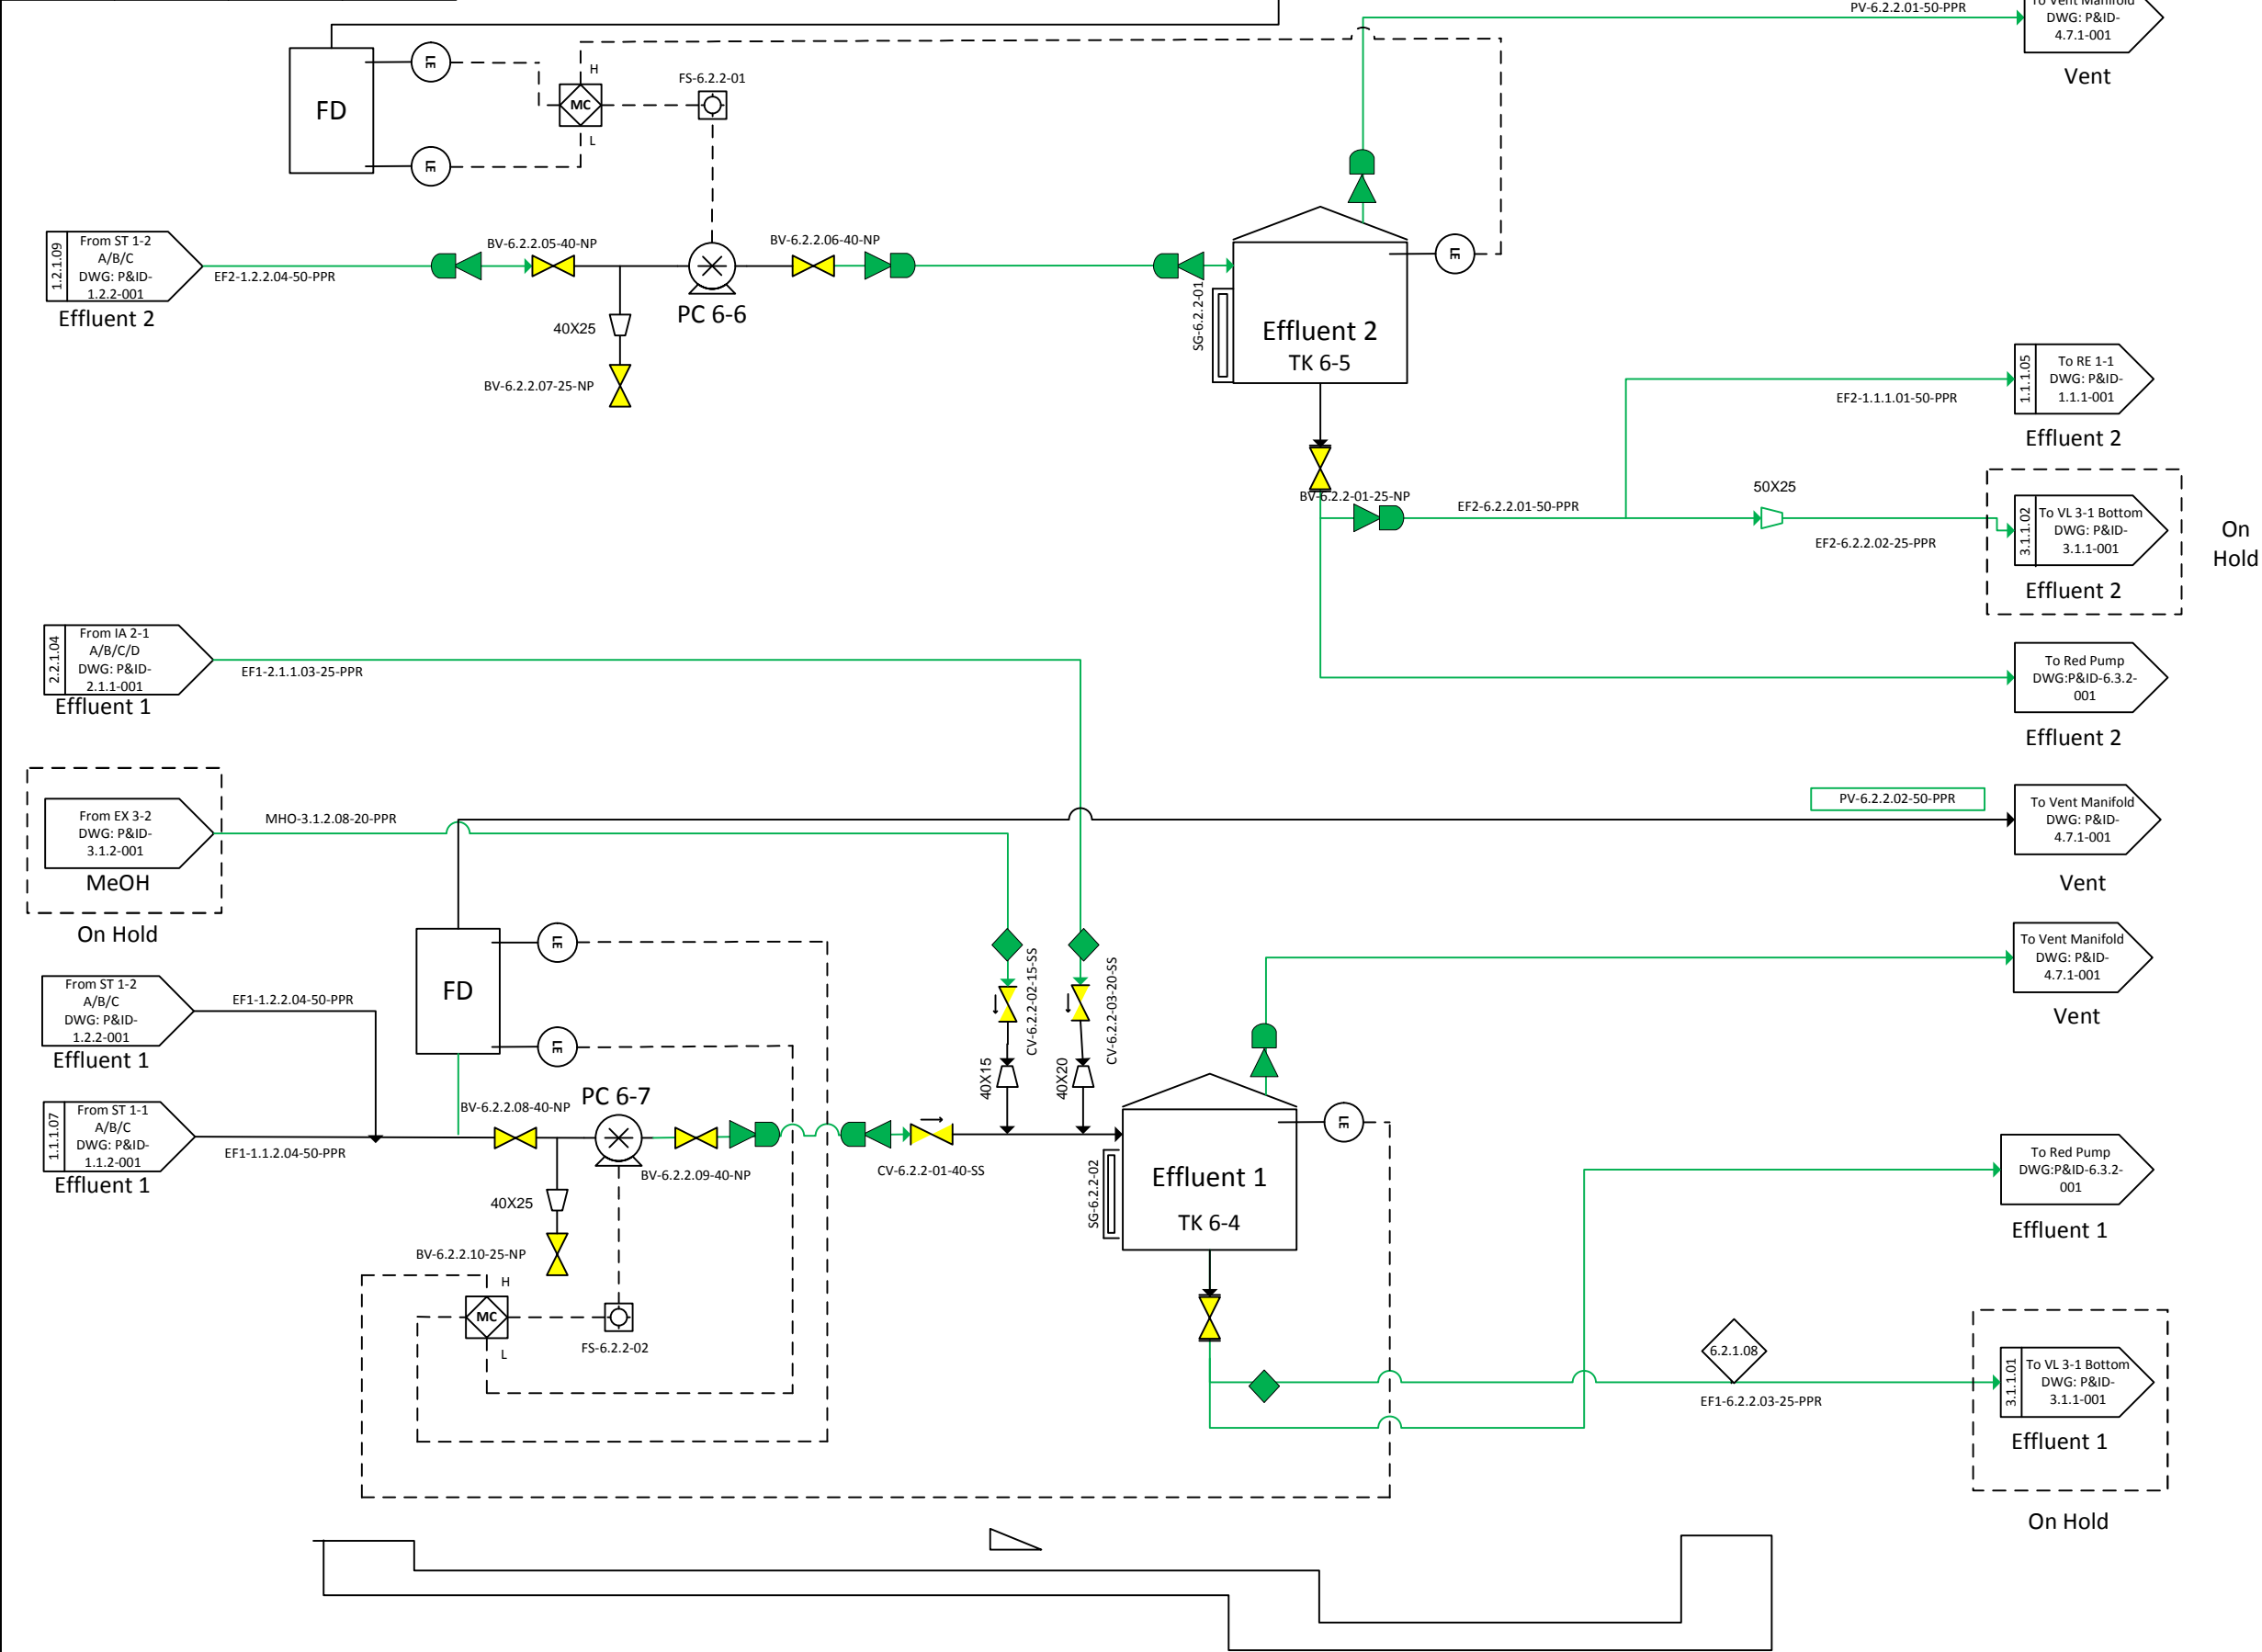 PV-6.2.2.01-50-PPR
To Vent Manifold
DWG: P&ID-
4.7.1-001
Vent
FD
LE
LE
H
MC
L
FS-6.2.2-01
1.2.1.09
From ST 1-2
A/B/C
DWG: P&ID-
1.2.2-001
Effluent 2
EF2-1.2.2.04-50-PPR
BV-6.2.2.05-40-NP
BV-6.2.2.06-40-NP
PC 6-6
40X25
BV-6.2.2.07-25-NP
SG-6.2.2-01
Effluent 2
TK 6-5
LE
1.1.1.05
To RE 1-1
DWG: P&ID-
1.1.1-001
EF2-1.1.1.01-50-PPR
Effluent 2
BV-6.2.2-01-25-NP
EF2-6.2.2.01-50-PPR
50X25
EF2-6.2.2.02-25-PPR
3.1.1.02
To VL 3-1 Bottom
DWG: P&ID-
3.1.1-001
Effluent 2
On
Hold
2.2.1.04
From IA 2-1
A/B/C/D
DWG: P&ID-
2.1.1-001
Effluent 1
EF1-2.1.1.03-25-PPR
To Red Pump
DWG:P&ID-6.3.2-
001
Effluent 2
From EX 3-2
DWG: P&ID-
3.1.2-001
MeOH
On Hold
MHO-3.1.2.08-20-PPR
PV-6.2.2.02-50-PPR
To Vent Manifold
DWG: P&ID-
4.7.1-001
Vent
FD
LE
LE
CV-6.2.2-02-15-SS
CV-6.2.2-03-20-SS
40X15
40X20
To Vent Manifold
DWG: P&ID-
4.7.1-001
Vent
From ST 1-2
A/B/C
DWG: P&ID-
1.2.2-001
Effluent 1
EF1-1.2.2.04-50-PPR
1.1.1.07
From ST 1-1
A/B/C
DWG: P&ID-
1.1.2-001
Effluent 1
EF1-1.1.2.04-50-PPR
BV-6.2.2.08-40-NP
PC 6-7
BV-6.2.2.09-40-NP
CV-6.2.2-01-40-SS
40X25
BV-6.2.2.10-25-NP
SG-6.2.2-02
Effluent 1
TK 6-4
LE
To Red Pump
DWG:P&ID-6.3.2-
001
Effluent 1
H
MC
L
FS-6.2.2-02
6.2.1.08
EF1-6.2.2.03-25-PPR
3.1.1.01
To VL 3-1 Bottom
DWG: P&ID-
3.1.1-001
Effluent 1
On Hold